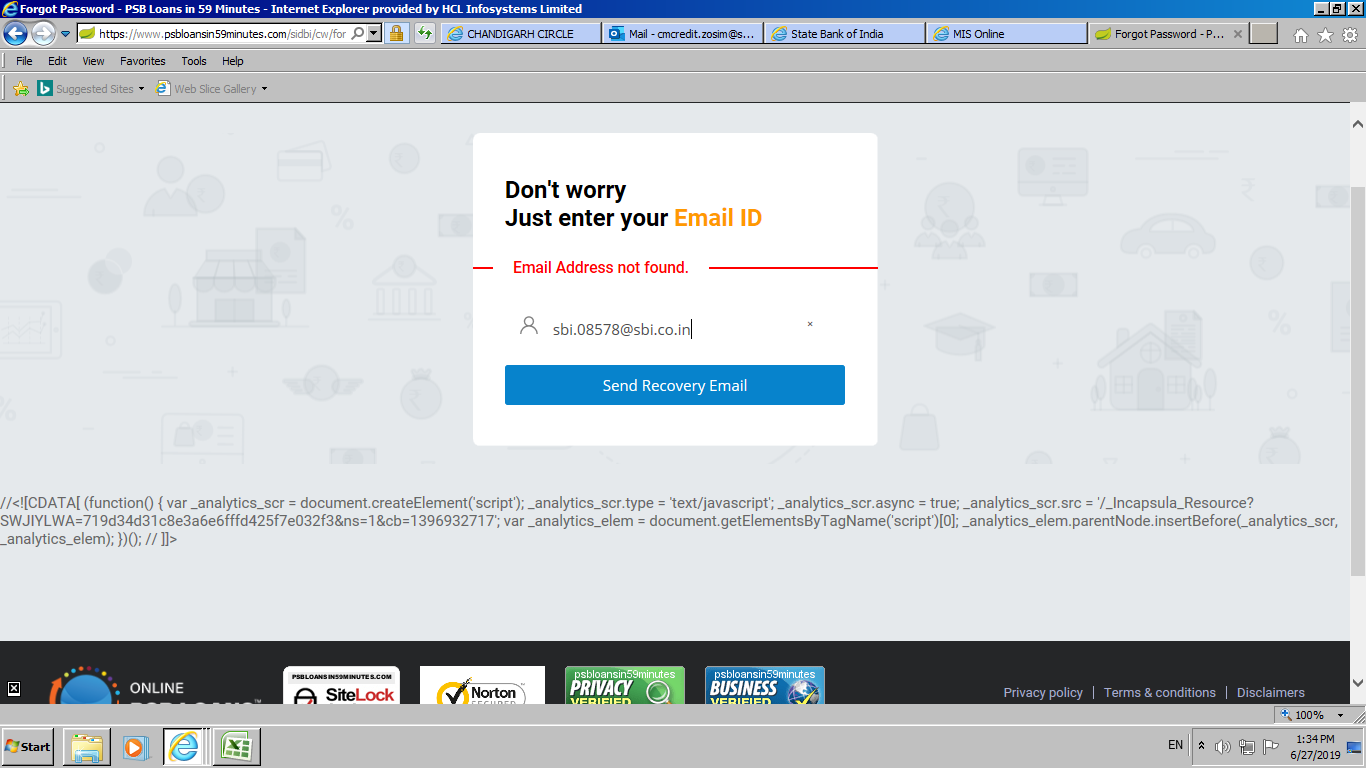 Forgot Password - PSB Loans in 59 Minutes - Internet Explorer provided by HCL Infosystems Limited
https://www.psbloansin59minutes.com/sidbi/cw/for
CHANDIGARH CIRCLE
Mail - cmcredit.zosim@s...
State Bank of India
MIS Online
Forgot Password - P...
File Edit View Favorites Tools Help
Suggested Sites
Web Slice Gallery
Don't worry
Just enter your Email ID
Email Address not found.
sbi.08578@sbi.co.in
Send Recovery Email
//<![CDATA[ (function() { var _analytics_scr = document.createElement('script'); _analytics_scr.type = 'text/javascript'; _analytics_scr.async = true; _analytics_scr.src = '/_Incapsula_Resource?
SWJIYLWA=719d34d31c8e3a6e6fffd425f7e032f3&ns=1&cb=1396932717'; var _analytics_elem = document.getElementsByTagName('script')[0]; _analytics_elem.parentNode.insertBefore(_analytics_scr,
_analytics_elem); })(); // ]]>
ONLINE
PSB LOANS™
PSBLOANSIN59MINUTES.COM
SiteLock
Norton
SECURED
psbloansin59minutes
PRIVACY
VERIFIED
psbloansin59minutes
BUSINESS
VERIFIED
Privacy policy | Terms & conditions | Disclaimers
100%
Start
EN
1:34 PM
6/27/2019